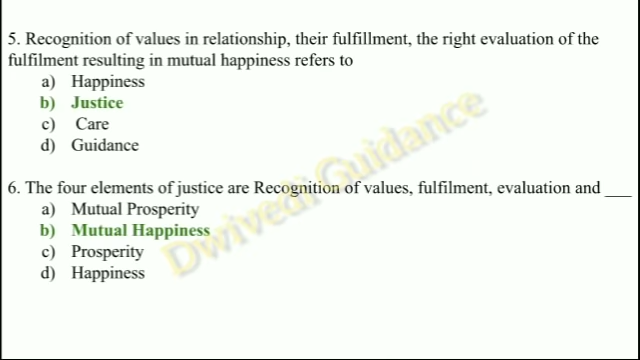 5. Recognition of values in relationship, their fulfillment, the right evaluation of the
fulfilment resulting in mutual happiness refers to
a) Happiness
b) Justice
c) Care
d) Guidance
6. The four elements of justice are Recognition of values, fulfilment, evaluation and ___
a) Mutual Prosperity
b) Mutual Happiness
c) Prosperity
d) Happiness
Dwivedi Guidance